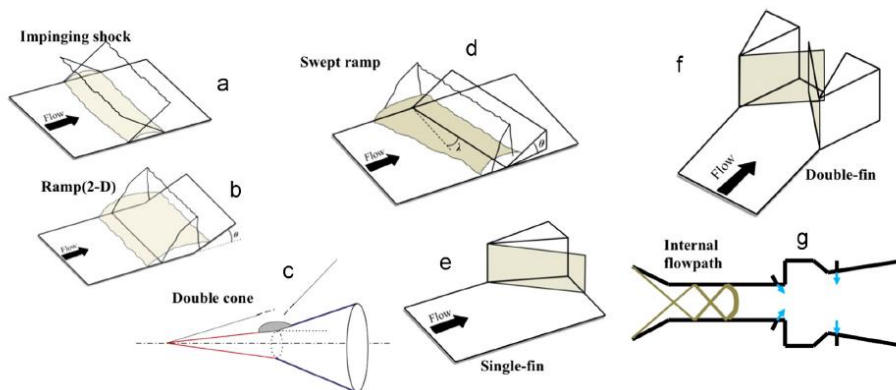 Impinging shock
a
Flow
Ramp(2-D)
b
Flow
θ
c
Double cone
Swept ramp
d
Flow
λ
θ
e
Flow
Single-fin
f
Flow
Double-fin
Internal
flowpath
g